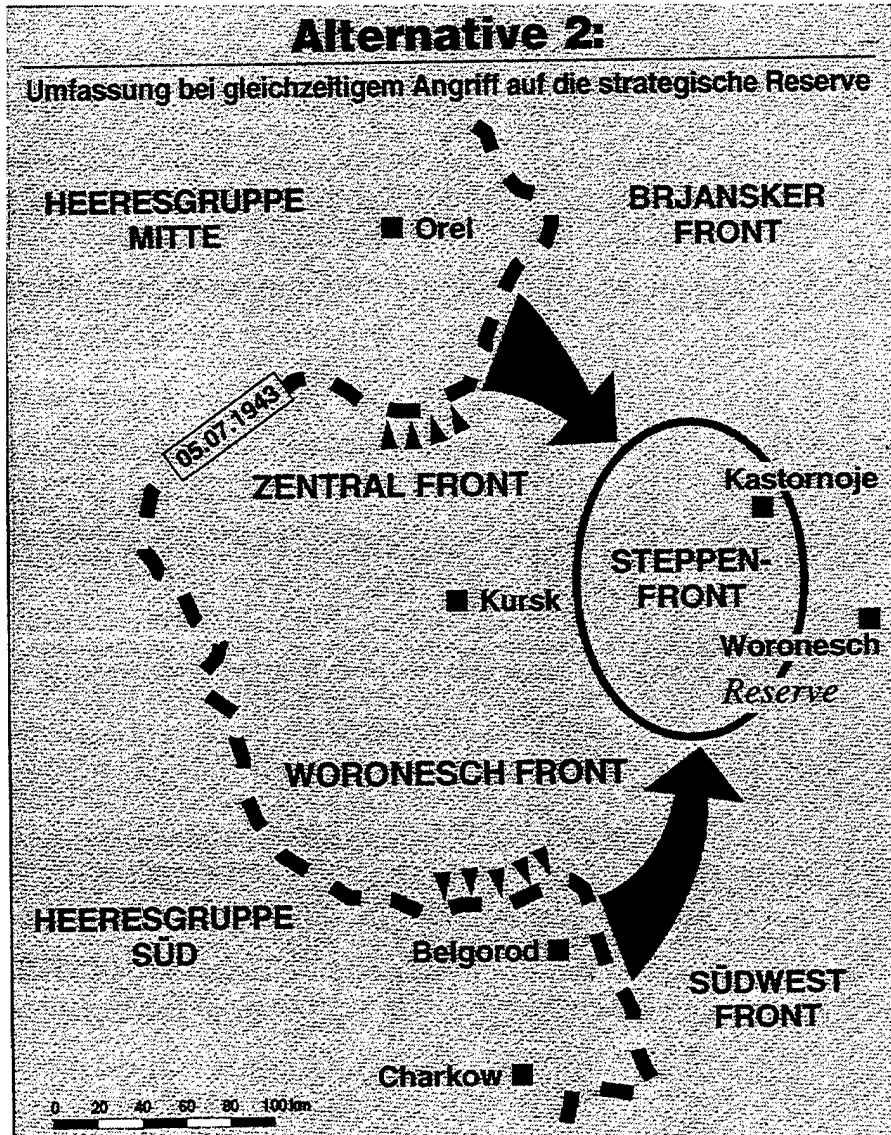 Alternative 2:
Umfassung bei gleichzeitigem Angriff auf die strategische Reserve
HEERESGRUPPE
MITTE
BRJANSKER
FRONT
Orel
05.07.1943
ZENTRAL FRONT
Kastornoje
STEPPEN-
FRONT
Kursk
Woronesch
Reserve
WORONESCH FRONT
HEERESGRUPPE
SÜD
Belgorod
SÜDWEST
FRONT
Charkow
0 20 40 60 80 100 km